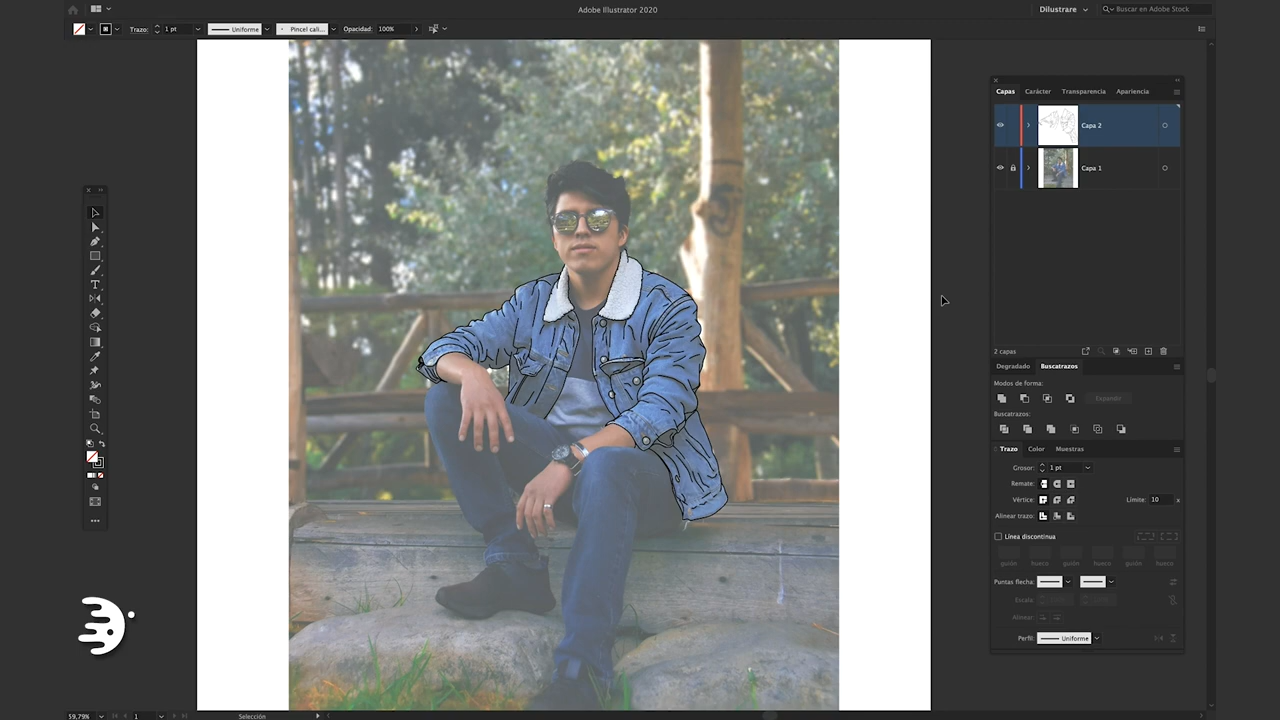 Adobe Illustrator 2020
Dilustrare
Buscar en Adobe Stock
Trazo:
1 pt
Uniforme
Pincel cali...
Opacidad:
100%
Capas
Carácter
Transparencia
Apariencia
Capa 2
Capa 1
2 capas
Degradado
Buscatrazos
Modos de forma:
Expandir
Buscatrazos:
Trazo
Color
Muestras
Grosor:
1 pt
Remate:
Vértice:
Límite:
10
x
Alinear trazo:
Línea discontinua
guión
hueco
guión
hueco
guión
hueco
Puntas flecha:
Escala:
Alinear:
Perfil:
Uniforme
59,79%
1
Selección